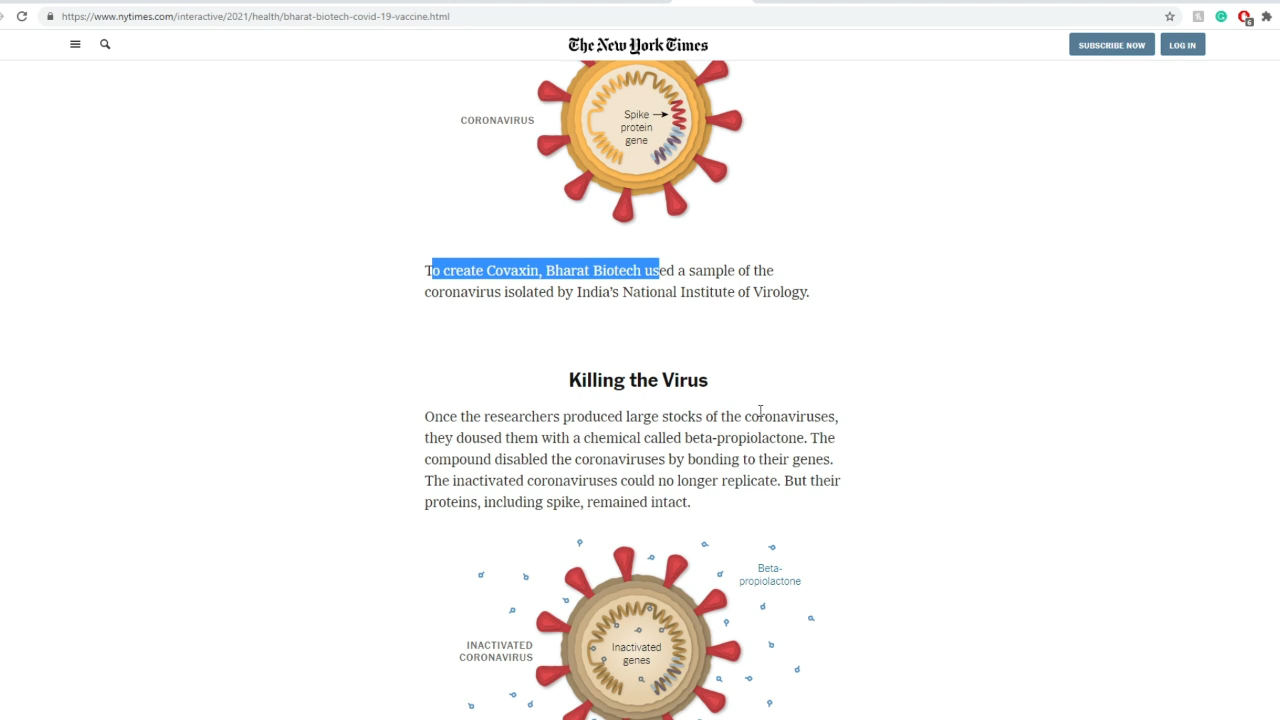 https://www.nytimes.com/interactive/2021/health/bharat-biotech-covid-19-vaccine.html
6
The New York Times
SUBSCRIBE NOW
LOG IN
CORONAVIRUS
Spike
protein
gene
To create Covaxin, Bharat Biotech used a sample of the
coronavirus isolated by India’s National Institute of Virology.
Killing the Virus
Once the researchers produced large stocks of the coronaviruses,
they doused them with a chemical called beta-propiolactone. The
compound disabled the coronaviruses by bonding to their genes.
The inactivated coronaviruses could no longer replicate. But their
proteins, including spike, remained intact.
Beta-
propiolactone
INACTIVATED
CORONAVIRUS
Inactivated
genes